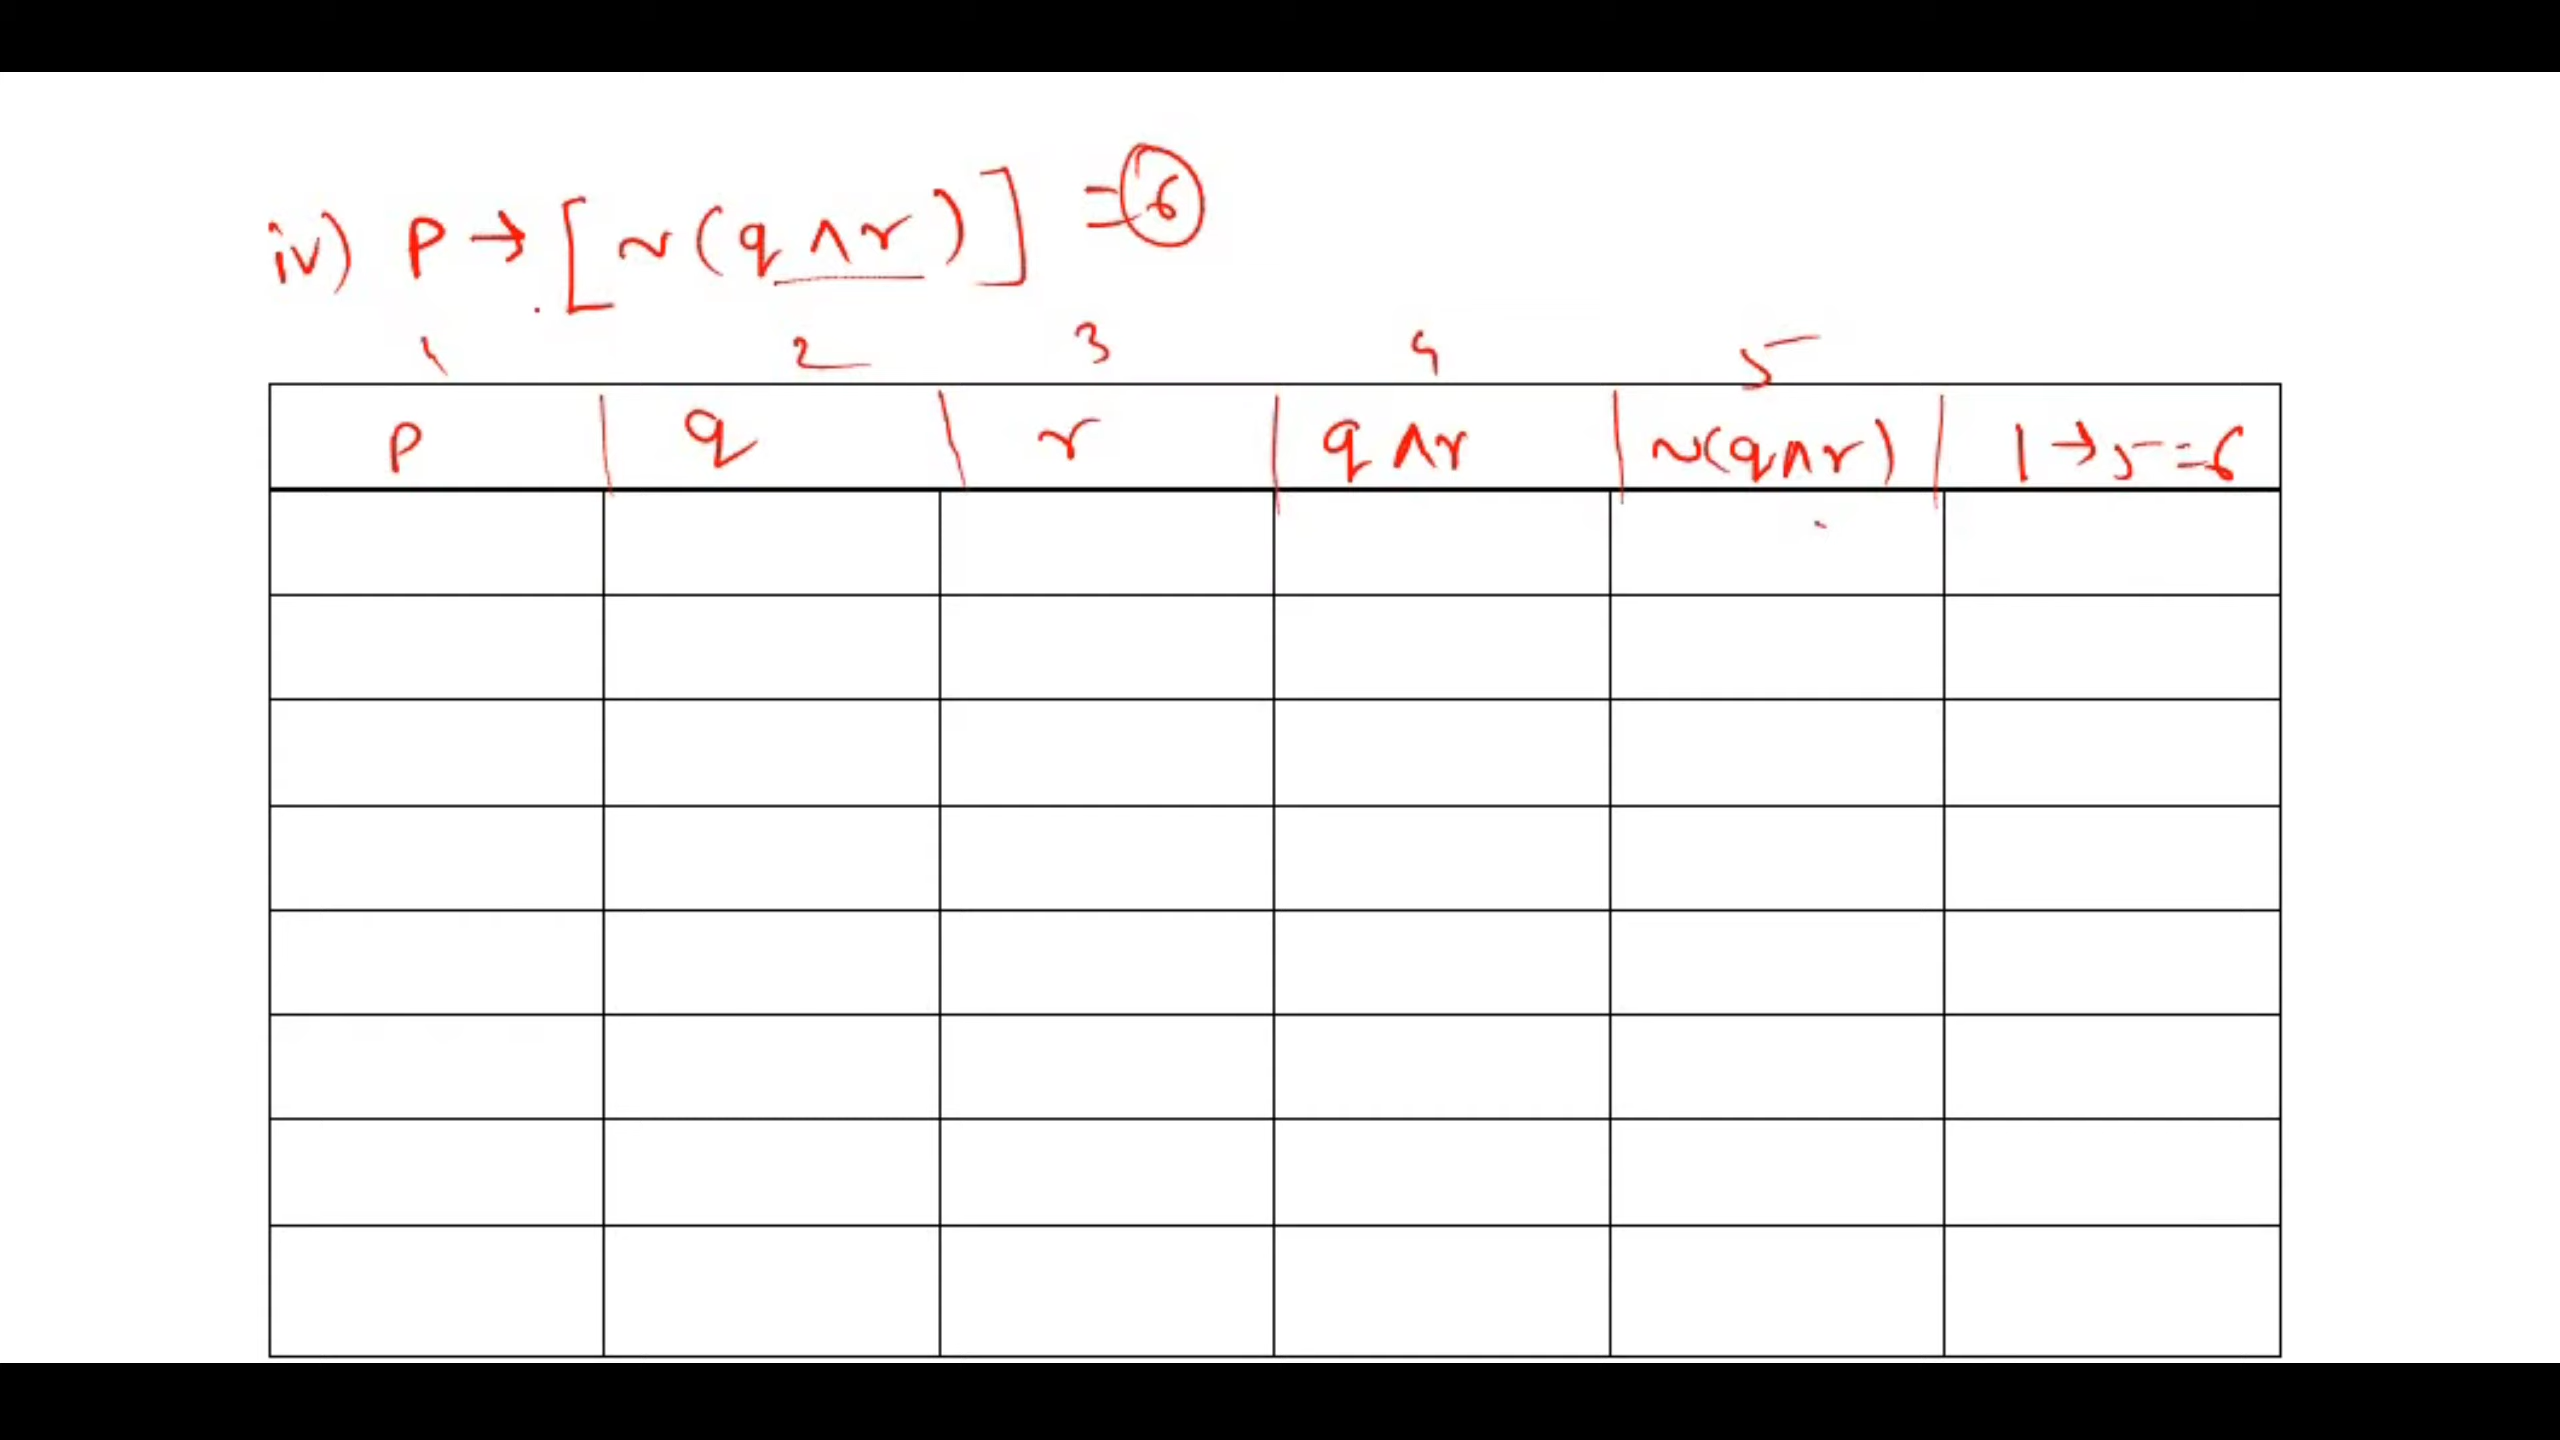 iv) p → [~(q ∧ r)] = 6
1 2 3 4 5
p | q | r | q ∧ r | ~(q ∧ r) | 1 → 5 = 6